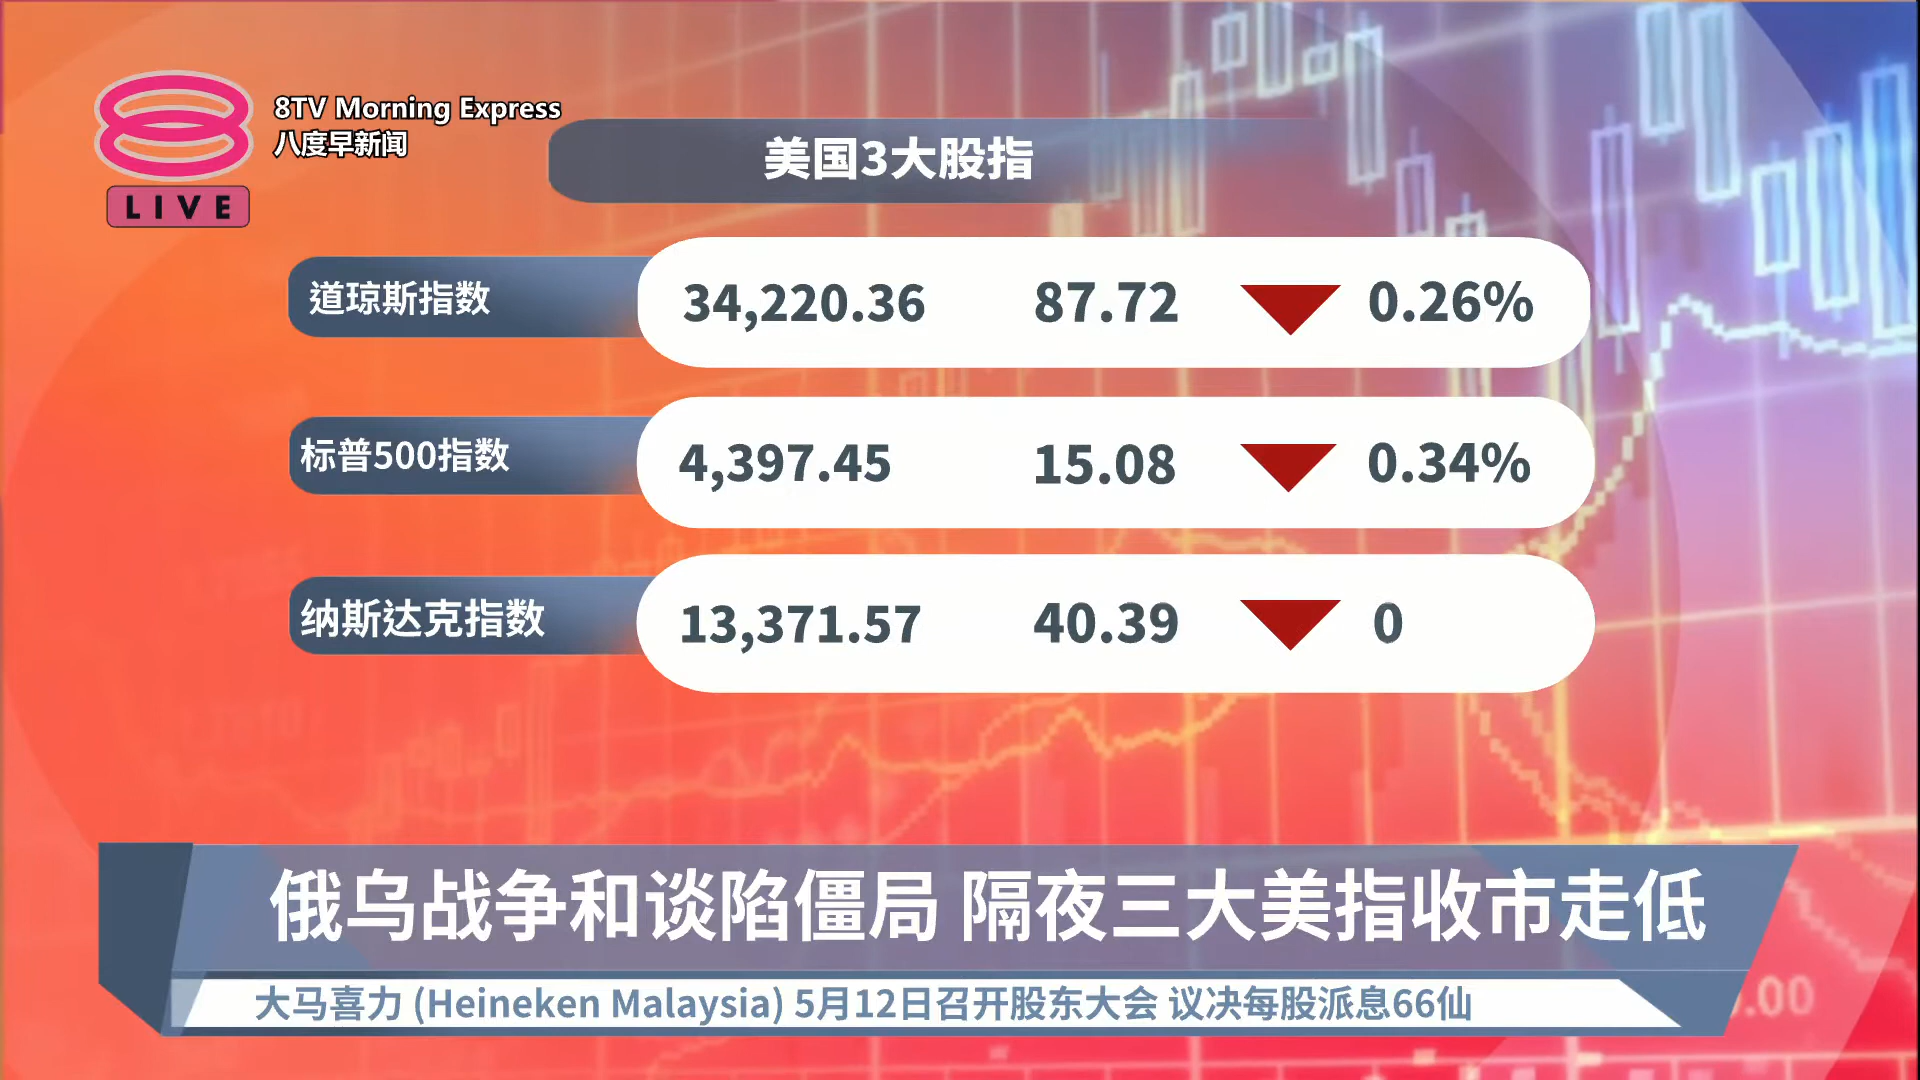 8TV Morning Express
八度早新闻
LIVE
美国3大股指
道琼斯指数 34,220.36 87.72 0.26%
标普500指数 4,397.45 15.08 0.34%
纳斯达克指数 13,371.57 40.39 0
俄乌战争和谈陷僵局 隔夜三大美指收市走低
大马喜力 (Heineken Malaysia) 5月12日召开股东大会 议决每股派息66仙